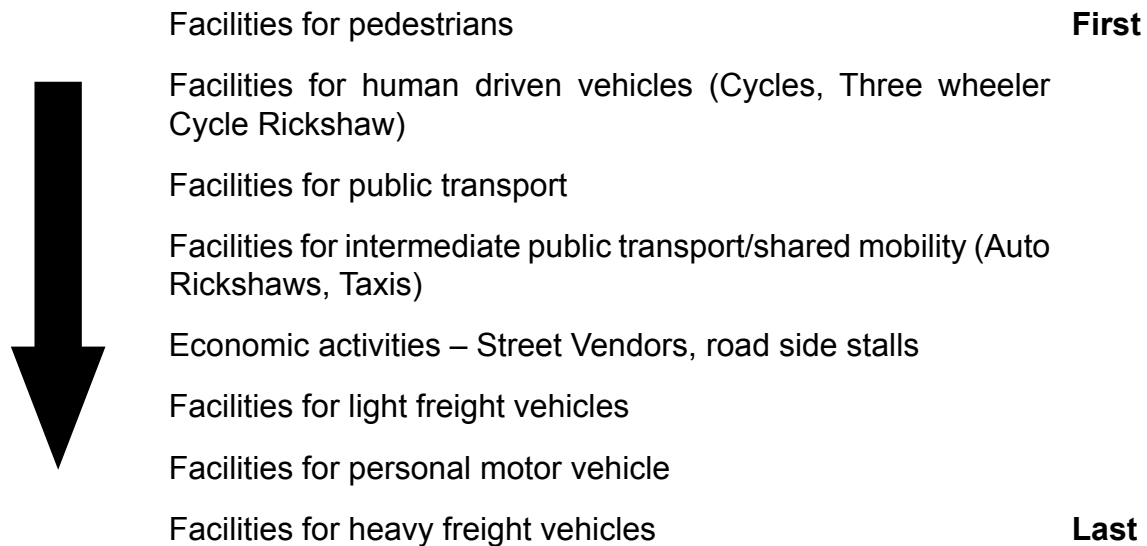 Facilities for pedestrians First
Facilities for human driven vehicles (Cycles, Three wheeler
Cycle Rickshaw)
Facilities for public transport
Facilities for intermediate public transport/shared mobility (Auto
Rickshaws, Taxis)
Economic activities – Street Vendors, road side stalls
Facilities for light freight vehicles
Facilities for personal motor vehicle
Facilities for heavy freight vehicles Last